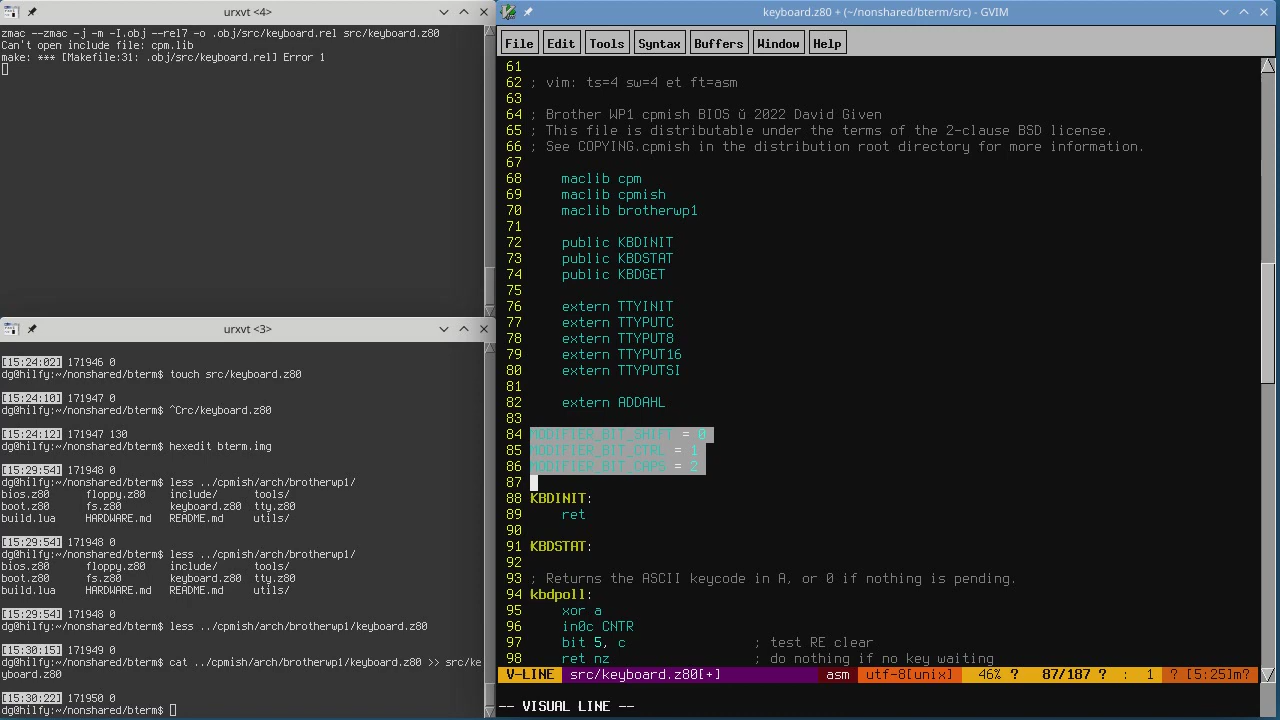 urxvt <4>
zmac --zmac -j -m -I.obj --rel7 -o .obj/src/keyboard.rel src/keyboard.z80
Can't open include file: cpm.lib
make: *** [Makefile:31: .obj/src/keyboard.rel] Error 1
urxvt <3>
[15:24:02] 171946 0
dg@hilfy:~/nonshared/bterm$ touch src/keyboard.z80
[15:24:10] 171947 0
dg@hilfy:~/nonshared/bterm$ ^Crc/keyboard.z80
[15:24:12] 171947 130
dg@hilfy:~/nonshared/bterm$ hexedit bterm.img
[15:29:54] 171948 0
dg@hilfy:~/nonshared/bterm$ less ../cpmish/arch/brotherwp1/
bios.z80 floppy.z80 include/ tools/
boot.z80 fs.z80 keyboard.z80 tty.z80
build.lua HARDWARE.md README.md utils/
[15:29:54] 171948 0
dg@hilfy:~/nonshared/bterm$ less ../cpmish/arch/brotherwp1/
bios.z80 floppy.z80 include/ tools/
boot.z80 fs.z80 keyboard.z80 tty.z80
build.lua HARDWARE.md README.md utils/
[15:29:54] 171948 0
dg@hilfy:~/nonshared/bterm$ less ../cpmish/arch/brotherwp1/keyboard.z80
[15:30:15] 171949 0
dg@hilfy:~/nonshared/bterm$ cat ../cpmish/arch/brotherwp1/keyboard.z80 >> src/ke
yboard.z80
[15:30:22] 171950 0
dg@hilfy:~/nonshared/bterm$
keyboard.z80 + (~/nonshared/bterm/src) - GVIM
File Edit Tools Syntax Buffers Window Help
61
62 ; vim: ts=4 sw=4 et ft=asm
63
64 ; Brother WP1 cpmish BIOS ŭ 2022 David Given
65 ; This file is distributable under the terms of the 2-clause BSD license.
66 ; See COPYING.cpmish in the distribution root directory for more information.
67
68 maclib cpm
69 maclib cpmish
70 maclib brotherwp1
71
72 public KBDINIT
73 public KBDSTAT
74 public KBDGET
75
76 extern TTYINIT
77 extern TTYPUTC
78 extern TTYPUT8
79 extern TTYPUT16
80 extern TTYPUTSI
81
82 extern ADDAHL
83
84 MODIFIER_BIT_SHIFT = 0
85 MODIFIER_BIT_CTRL = 1
86 MODIFIER_BIT_CAPS = 2
87
88 KBDINIT:
89 ret
90
91 KBDSTAT:
92
93 ; Returns the ASCII keycode in A, or 0 if nothing is pending.
94 kbdpoll:
95 xor a
96 in0c CNTR
97 bit 5, c ; test RE clear
98 ret nz ; do nothing if no key waiting
V-LINE src/keyboard.z80[+] asm utf-8[unix] 46% ? 87/187 ? : 1 ? [5:25]m?
-- VISUAL LINE --